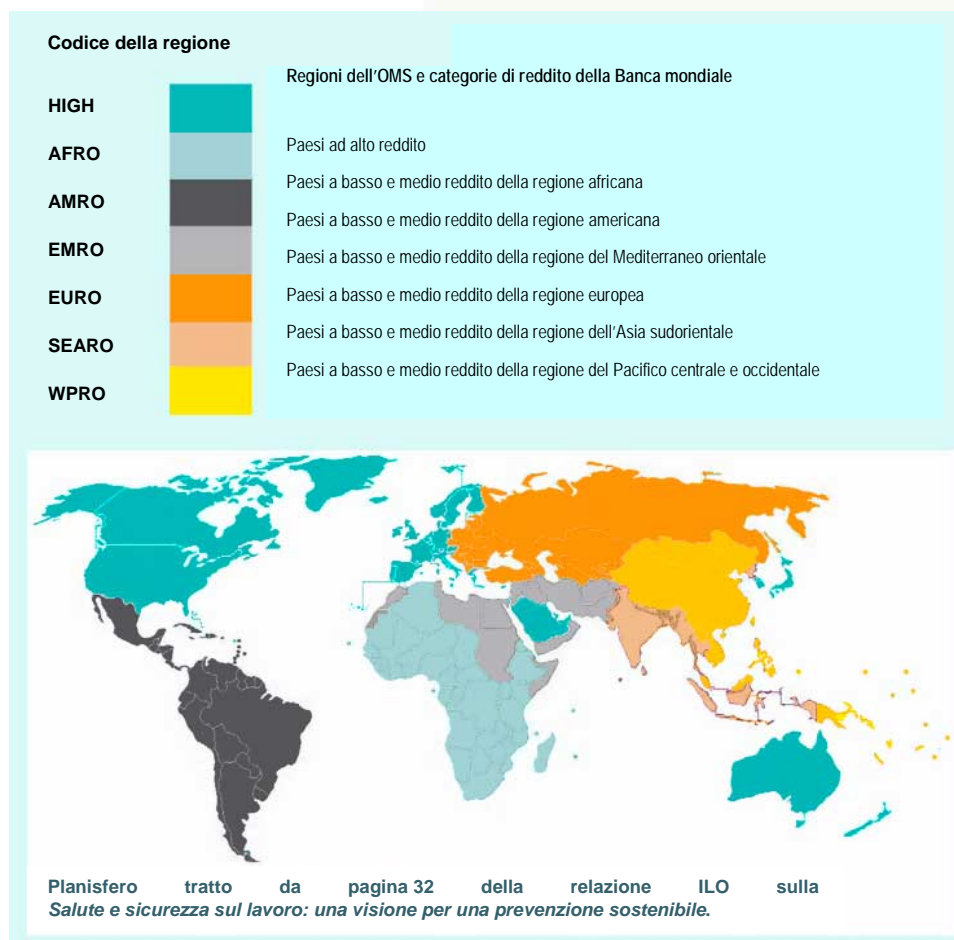 Codice della regione
Regioni dell'OMS e categorie di reddito della Banca mondiale
HIGH
AFRO
Paesi ad alto reddito
Paesi a basso e medio reddito della regione africana
AMRO
Paesi a basso e medio reddito della regione americana
EMRO
Paesi a basso e medio reddito della regione del Mediterraneo orientale
EURO
Paesi a basso e medio reddito della regione europea
SEARO
Paesi a basso e medio reddito della regione dell'Asia sudorientale
Paesi a basso e medio reddito della regione del Pacifico centrale e occidentale
WPRO
Planisfero tratto da pagina 32 della relazione ILO sulla
Salute e sicurezza sul lavoro: una visione per una prevenzione sostenibile.